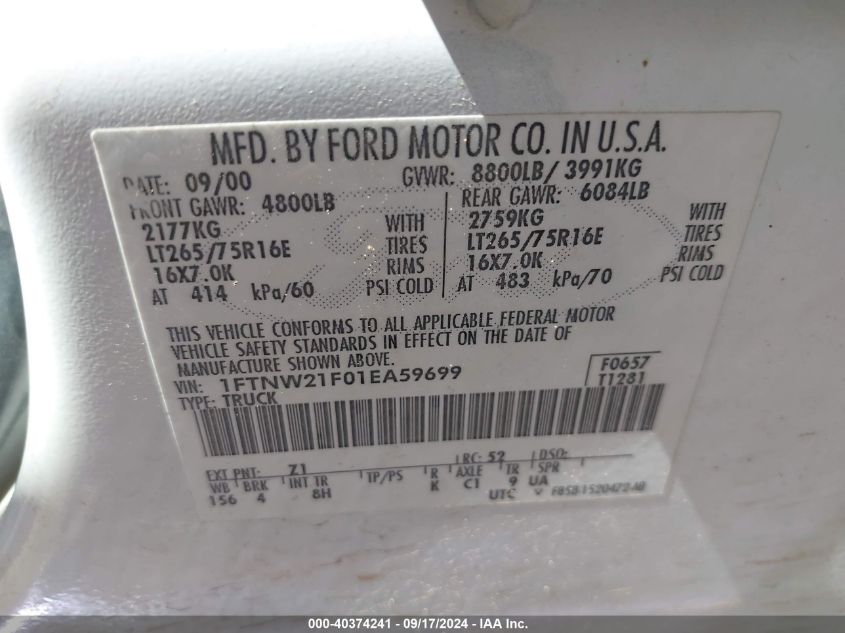 MFD. BY FORD MOTOR CO. IN U.S.A.
DATE: 09/00 GVWR: 8800LB/ 3991KG
FRONT GAWR: 4800LB REAR GAWR: 6084LB
2177KG WITH 2759KG WITH
LT265/75R16E TIRES LT265/75R16E TIRES
16X7.0K RIMS 16X7.0K RIMS
AT 414 kPa/60 PSI COLD AT 483 kPa/70 PSI COLD
THIS VEHICLE CONFORMS TO ALL APPLICABLE FEDERAL MOTOR
VEHICLE SAFETY STANDARDS IN EFFECT ON THE DATE OF
MANUFACTURE SHOWN ABOVE.
VIN: 1FTNW21F01EA59699 F0657
TYPE: TRUCK T1281
EXT PNT: Z1 RC: 52 DSO:
WB BRK INT TR TP/PS R AXLE TR SPR
156 4 8H K C1 9 UA
UTC
000-40374241 - 09/17/2024 - IAA Inc.